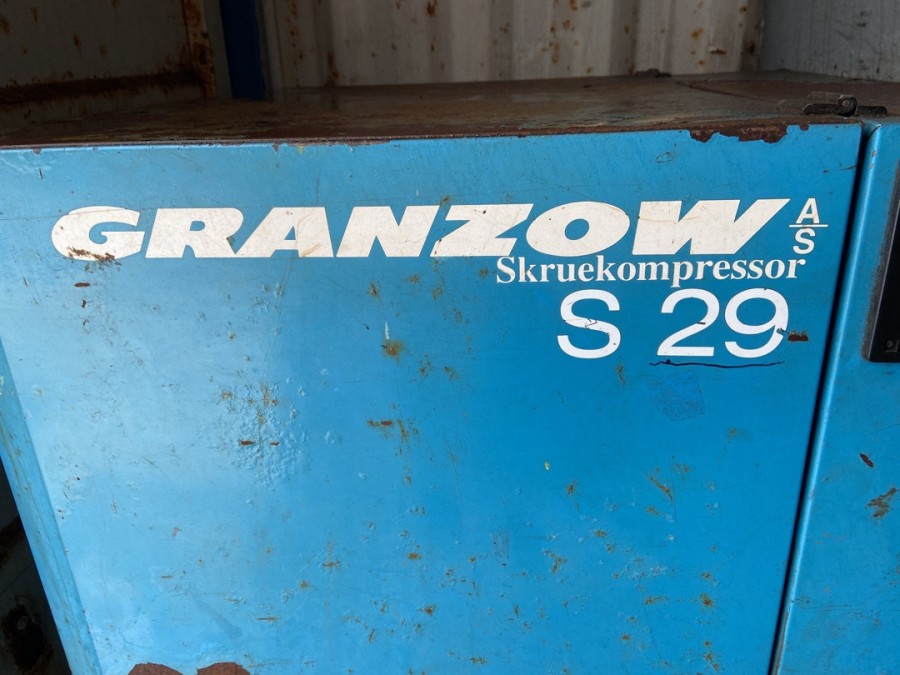 GRANZOW A/S
Skruekompressor
S 29